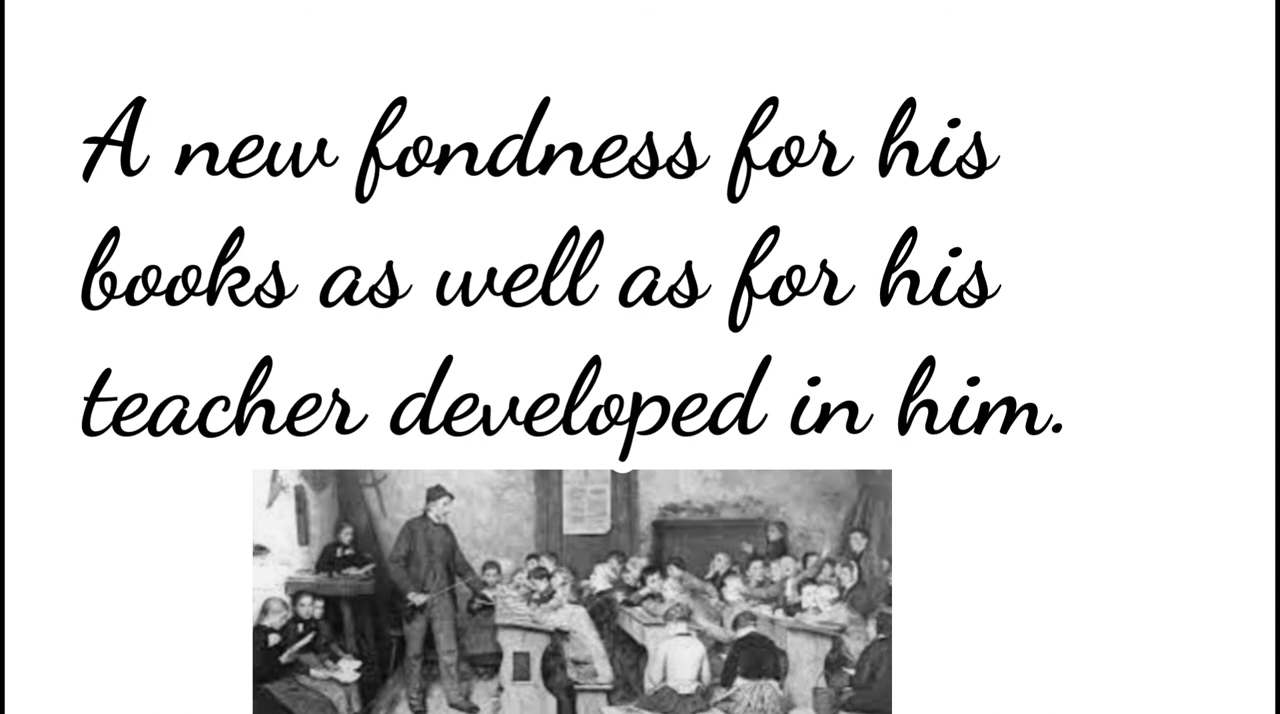 A new fondness for his
books as well as for his
teacher developed in him.